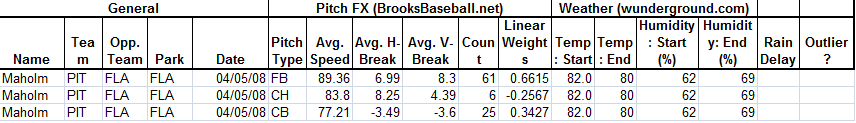 General Pitch FX (BrooksBaseball.net) Weather (wunderground.com)
Name Tea m Opp. Team Park Date Pitch Type Avg. Speed Avg. H- Break Avg. V- Break Coun t Linear Weight s Temp : Start Temp : End Humidity : Start (%) Humidit y: End (%) Rain Delay Outlier ?
Maholm PIT FLA FLA 04/05/08 FB 89.36 6.99 8.3 61 0.6615 82.0 80 62 69
Maholm PIT FLA FLA 04/05/08 CH 83.8 8.25 4.39 6 -0.2567 82.0 80 62 69
Maholm PIT FLA FLA 04/05/08 CB 77.21 -3.49 -3.6 25 0.3427 82.0 80 62 69